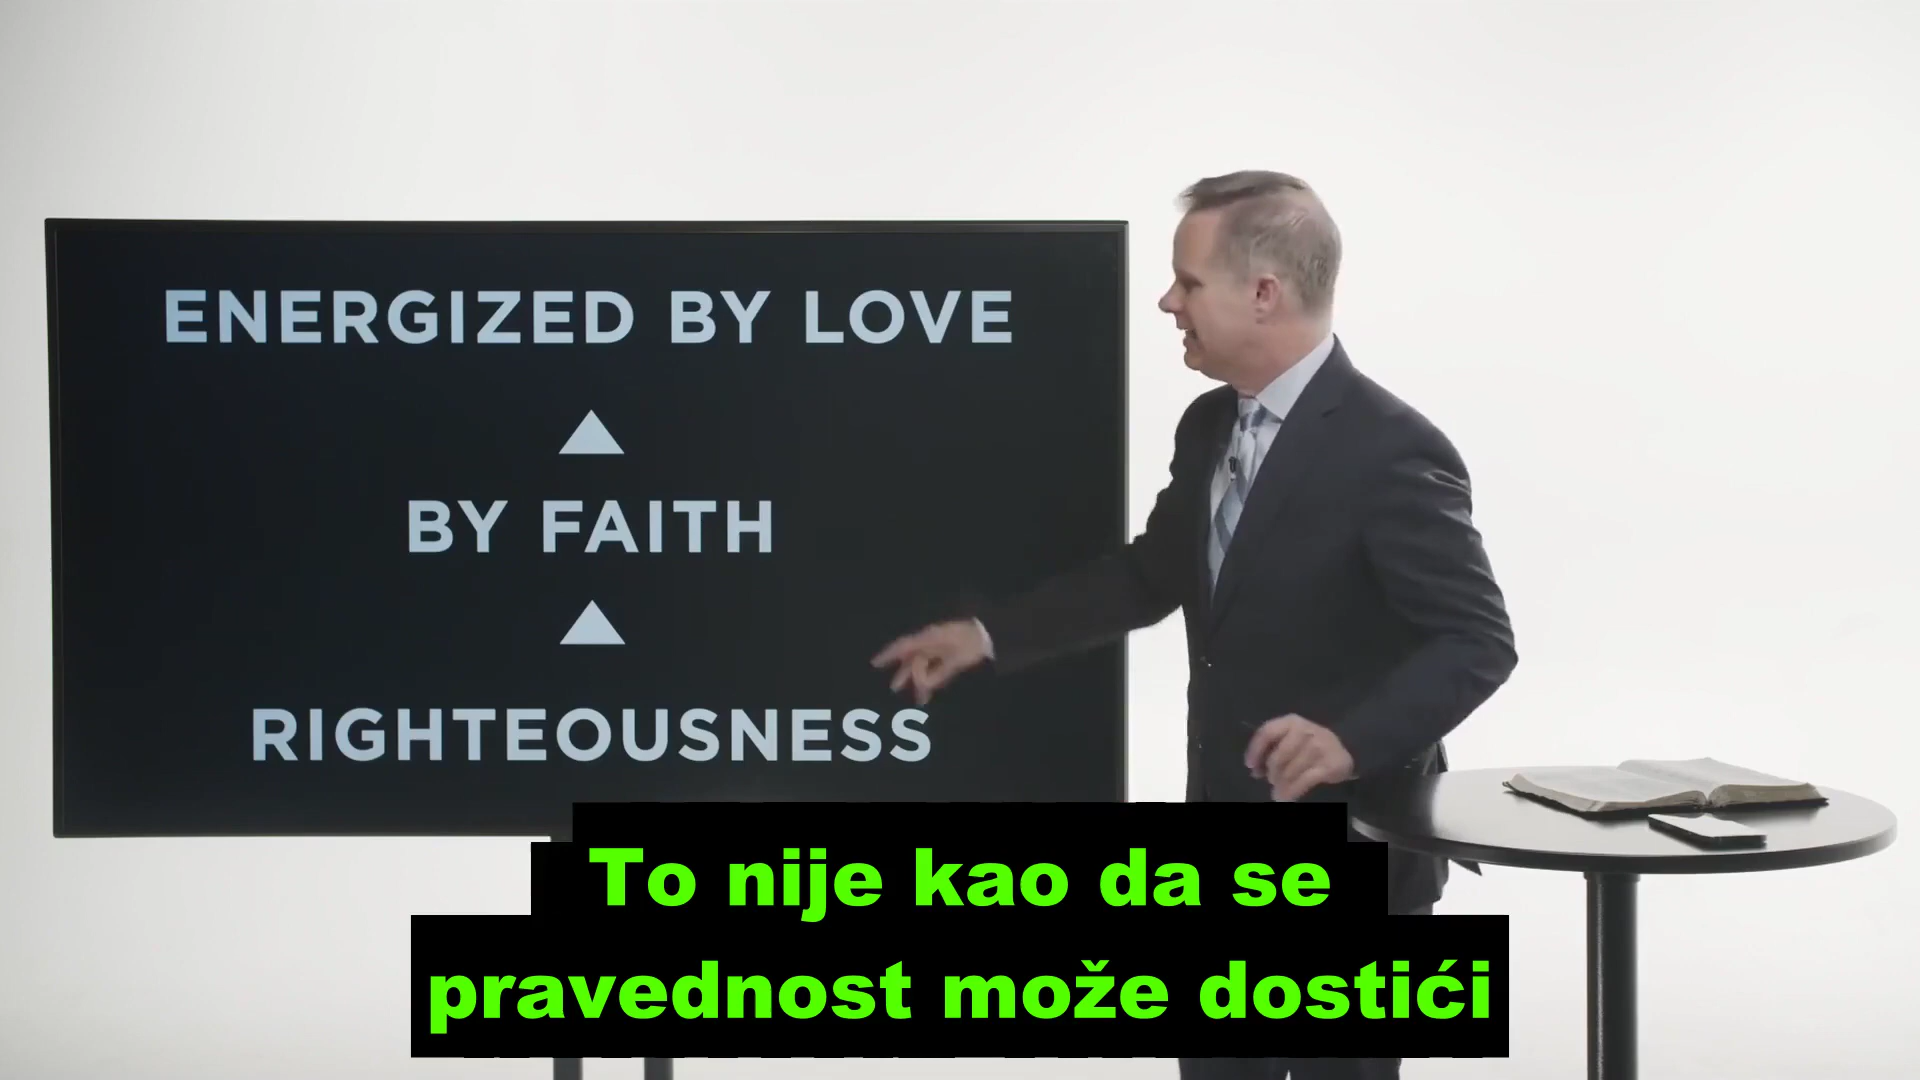 ENERGIZED BY LOVE
BY FAITH
RIGHTEOUSNESS
To nije kao da se
pravednost može dostići